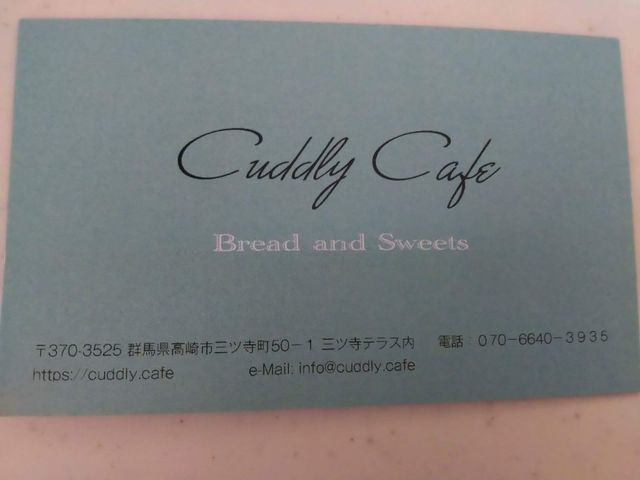 Cuddly Cafe
Bread and Sweets
〒370-3525 群馬県高崎市三ツ寺町50−1 三ツ寺テラス内 電話：070−6640−3935
https://cuddly.cafe e-Mail: info@cuddly.cafe